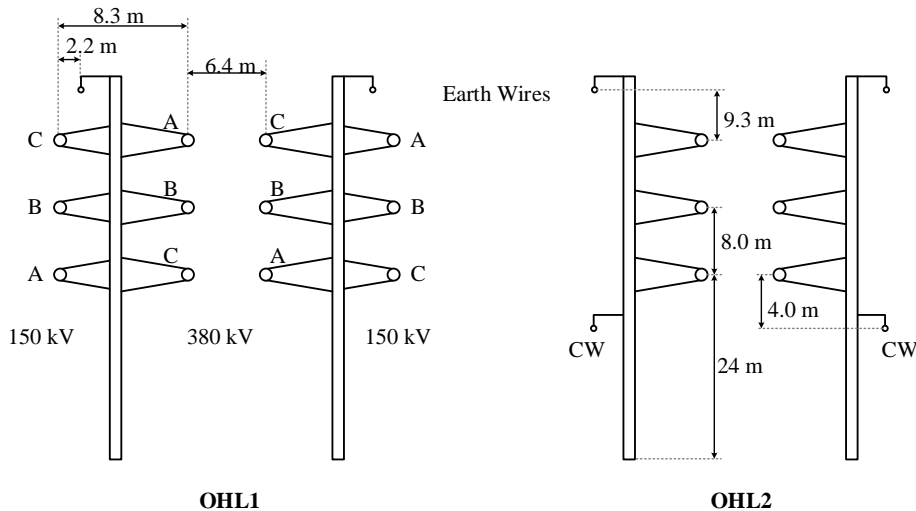 8.3 m
2.2 m
6.4 m
Earth Wires
9.3 m
C
A
C
A
B
B
B
B
8.0 m
A
C
A
C
4.0 m
150 kV
380 kV
150 kV
CW
CW
24 m
OHL1
OHL2